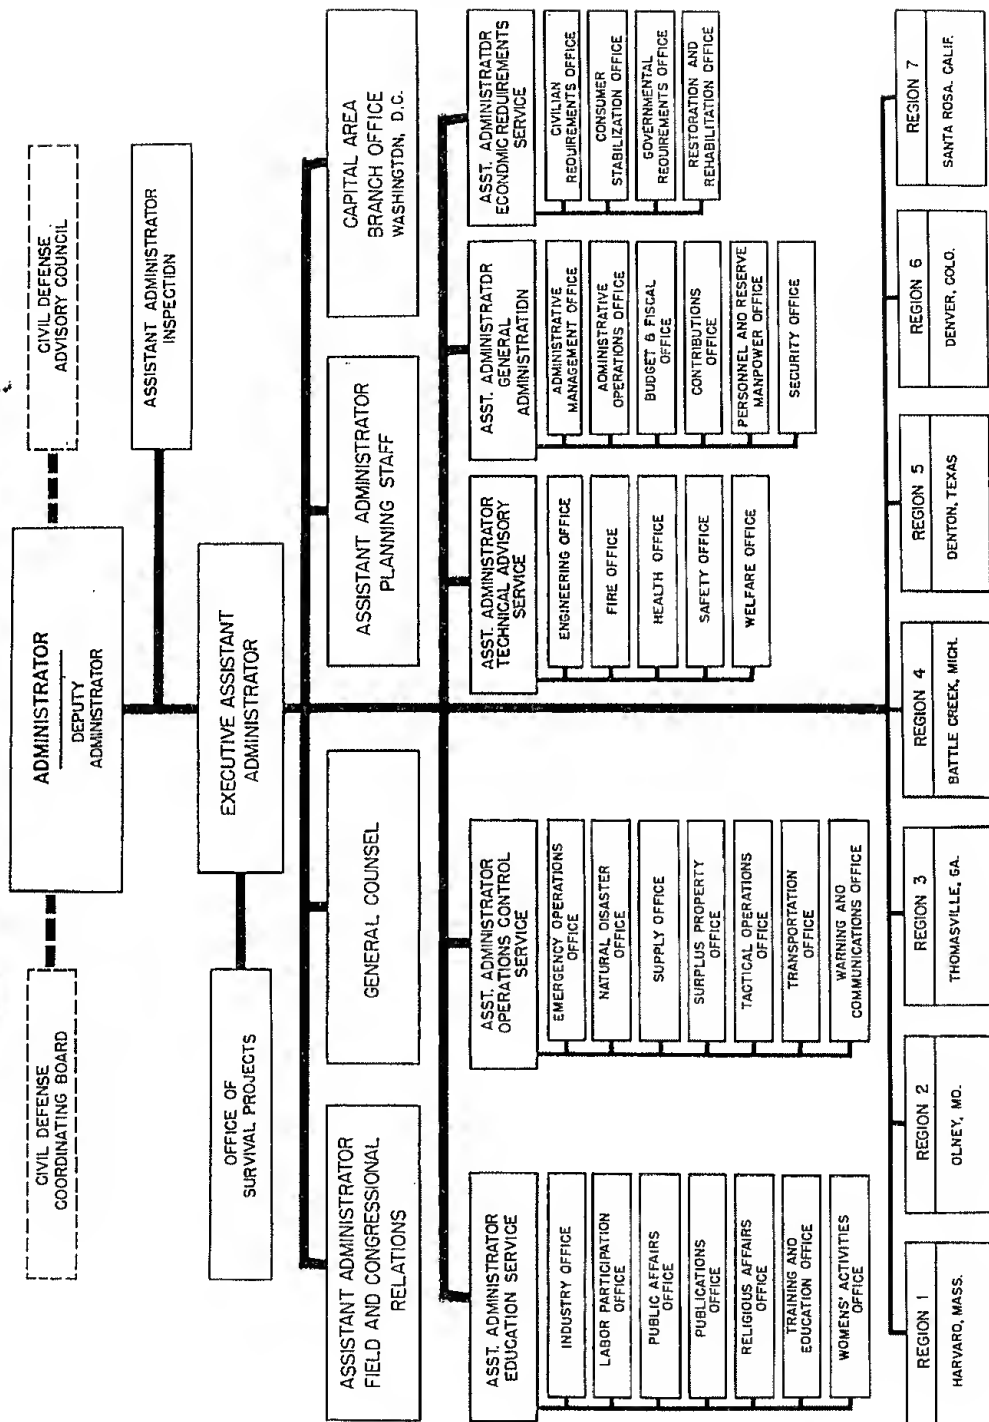 CIVIL DEFENSE
COORDINATING BOARD
ADMINISTRATOR
DEPUTY
ADMINISTRATOR
CIVIL DEFENSE
ADVISORY COUNCIL
ASSISTANT ADMINISTRATOR
INSPECTION
OFFICE OF
SURVIVAL PROJECTS
EXECUTIVE ASSISTANT
ADMINISTRATOR
ASSISTANT ADMINISTRATOR
FIELD AND CONGRESSIONAL
RELATIONS
GENERAL COUNSEL
ASSISTANT ADMINISTRATOR
PLANNING STAFF
CAPITAL AREA
BRANCH OFFICE
WASHINGTON, D.C.
ASST. ADMINISTRATOR
EDUCATION SERVICE
INDUSTRY OFFICE
LABOR PARTICIPATION
OFFICE
PUBLIC AFFAIRS
OFFICE
PUBLICATIONS
OFFICE
RELIGIOUS AFFAIRS
OFFICE
TRAINING AND
EDUCATION OFFICE
WOMENS' ACTIVITIES
OFFICE
ASST. ADMINISTRATOR
OPERATIONS CONTROL
SERVICE
EMERGENCY OPERATIONS
OFFICE
NATURAL DISASTER
OFFICE
SUPPLY OFFICE
SURPLUS PROPERTY
OFFICE
TACTICAL OPERATIONS
OFFICE
TRANSPORTATION
OFFICE
WARNING AND
COMMUNICATIONS OFFICE
ASST. ADMINISTRATOR
TECHNICAL ADVISORY
SERVICE
ENGINEERING OFFICE
FIRE OFFICE
HEALTH OFFICE
SAFETY OFFICE
WELFARE OFFICE
ASST. ADMINISTRATOR
GENERAL
ADMINISTRATION
ADMINISTRATIVE
MANAGEMENT OFFICE
ADMINISTRATIVE
OPERATIONS OFFICE
BUDGET & FISCAL
OFFICE
CONTRIBUTIONS
OFFICE
PERSONNEL AND RESERVE
MANPOWER OFFICE
SECURITY OFFICE
ASST. ADMINISTRATOR
ECONOMIC REQUIREMENTS
SERVICE
CIVILIAN
REQUIREMENTS OFFICE
CONSUMER
STABILIZATION OFFICE
GOVERNMENTAL
REQUIREMENTS OFFICE
RESTORATION AND
REHABILITATION OFFICE
REGION 1
HARVARD, MASS.
REGION 2
OLNEY, MD.
REGION 3
THOMASVILLE, GA.
REGION 4
BATTLE CREEK, MICH.
REGION 5
DENTON, TEXAS
REGION 6
DENVER, COLO.
REGION 7
SANTA ROSA. CALIF.